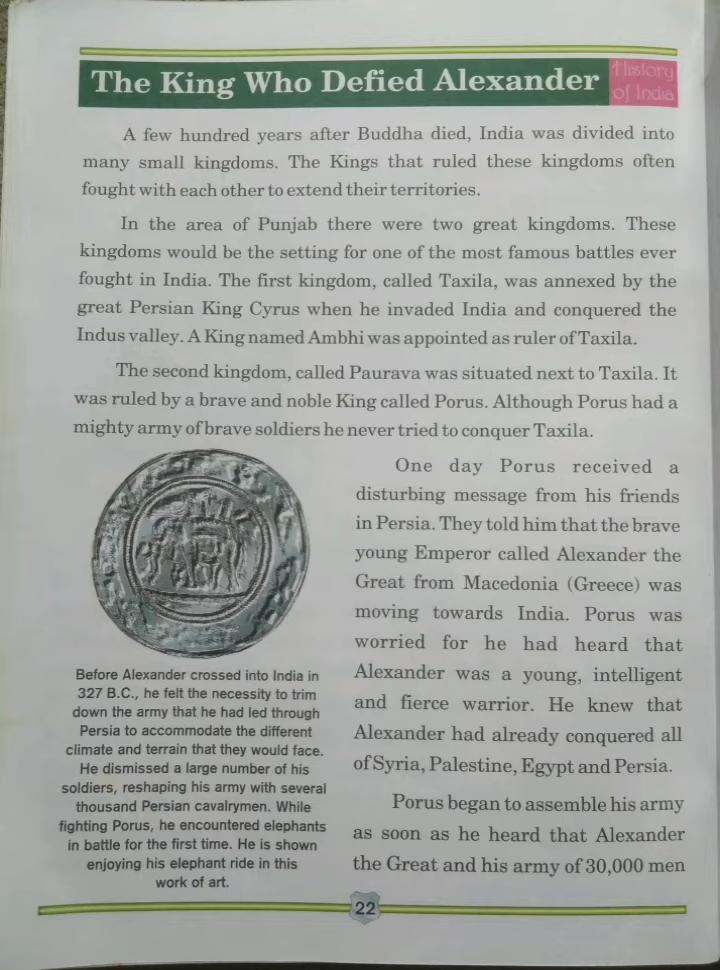 The King Who Defied Alexander
History
of India
A few hundred years after Buddha died, India was divided into
many small kingdoms. The Kings that ruled these kingdoms often
fought with each other to extend their territories.
In the area of Punjab there were two great kingdoms. These
kingdoms would be the setting for one of the most famous battles ever
fought in India. The first kingdom, called Taxila, was annexed by the
great Persian King Cyrus when he invaded India and conquered the
Indus valley. A King named Ambhi was appointed as ruler of Taxila.
The second kingdom, called Paurava was situated next to Taxila. It
was ruled by a brave and noble King called Porus. Although Porus had a
mighty army of brave soldiers he never tried to conquer Taxila.
One day Porus received a
disturbing message from his friends
in Persia. They told him that the brave
young Emperor called Alexander the
Great from Macedonia (Greece) was
moving towards India. Porus was
worried for he had heard that
Alexander was a young, intelligent
and fierce warrior. He knew that
Alexander had already conquered all
of Syria, Palestine, Egypt and Persia.
Porus began to assemble his army
as soon as he heard that Alexander
the Great and his army of 30,000 men
Before Alexander crossed into India in
327 B.C., he felt the necessity to trim
down the army that he had led through
Persia to accommodate the different
climate and terrain that they would face.
He dismissed a large number of his
soldiers, reshaping his army with several
thousand Persian cavalrymen. While
fighting Porus, he encountered elephants
in battle for the first time. He is shown
enjoying his elephant ride in this
work of art.
22